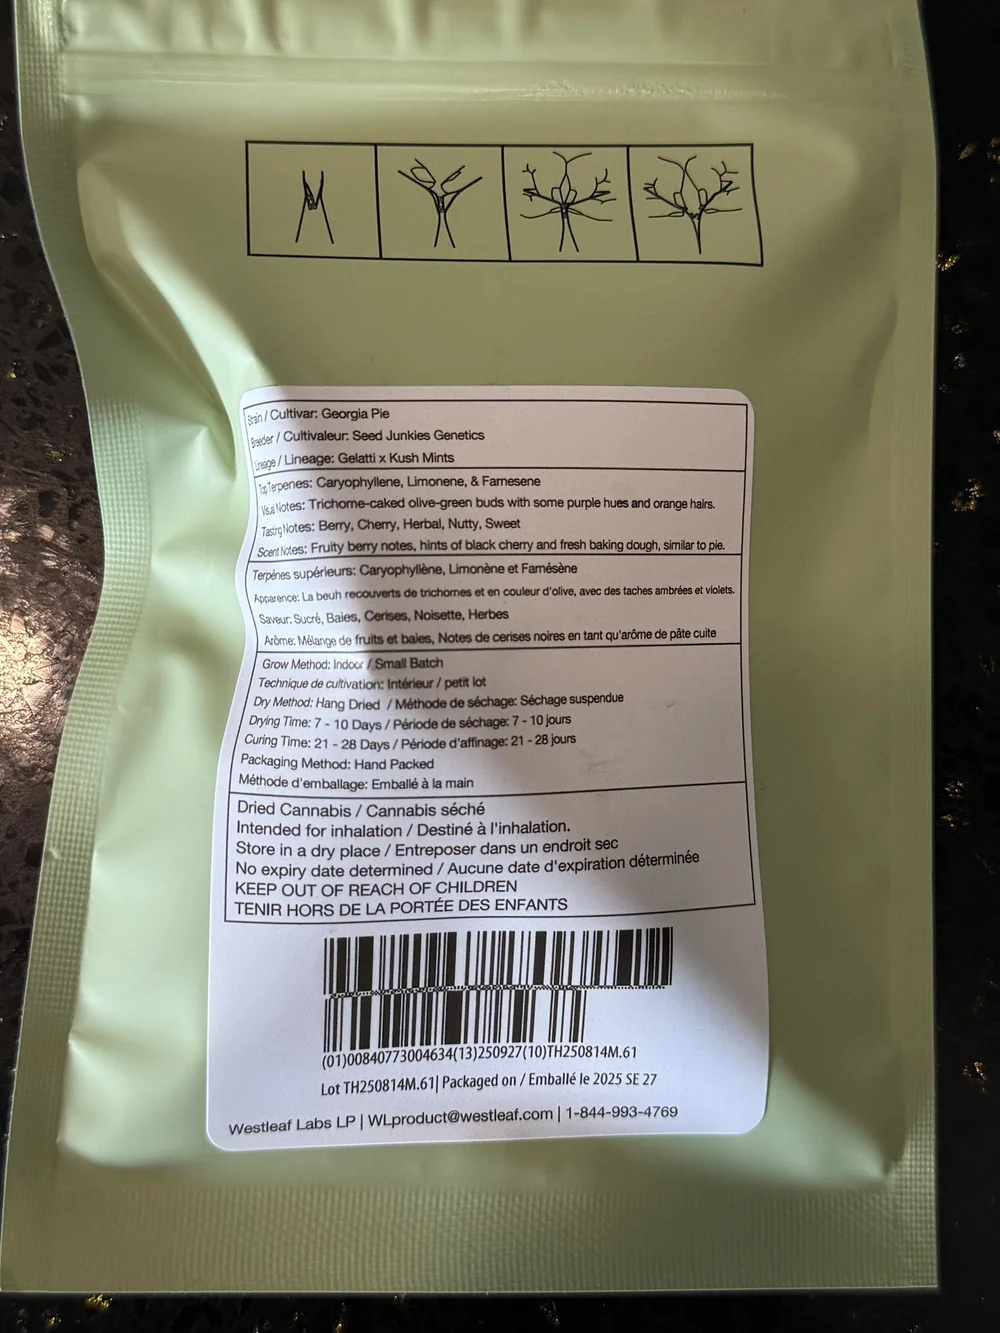 Strain / Cultivar: Georgia Pie
Breeder / Cultivaleur: Seed Junkies Genetics
Lineage / Lineage: Gelatti x Kush Mints
Top Terpenes: Caryophyllene, Limonene, & Farnesene
Visual Notes: Trichome-caked olive-green buds with some purple hues and orange hairs.
Tasting Notes: Berry, Cherry, Herbal, Nutty, Sweet
Scent Notes: Fruity berry notes, hints of black cherry and fresh baking dough, similar to pie.
Terpènes supérieurs: Caryophyllène, Limonène et Farnésène
Apparence: La beuh recouverts de trichomes et en couleur d'olive, avec des taches ambrées et violets.
Saveur: Sucré, Baies, Cerises, Noisette, Herbes
Arôme: Mélange de fruits et baies, Notes de cerises noires en tant qu'arôme de pâte cuite
Grow Method: Indoor / Small Batch
Technique de cultivation: Intérieur / petit lot
Dry Method: Hang Dried / Méthode de séchage: Séchage suspendue
Drying Time: 7 - 10 Days / Période de séchage: 7 - 10 jours
Curing Time: 21 - 28 Days / Période d'affinage: 21 - 28 jours
Packaging Method: Hand Packed
Méthode d'emballage: Emballé à la main
Dried Cannabis / Cannabis séché
Intended for inhalation / Destiné à l'inhalation.
Store in a dry place / Entreposer dans un endroit sec
No expiry date determined / Aucune date d'expiration déterminée
KEEP OUT OF REACH OF CHILDREN
TENIR HORS DE LA PORTÉE DES ENFANTS
(01)00840773004634(13)250927(10)TH250814M.61
Lot TH250814M.61| Packaged on / Emballé le 2025 SE 27
Westleaf Labs LP | WLproduct@westleaf.com | 1-844-993-4769